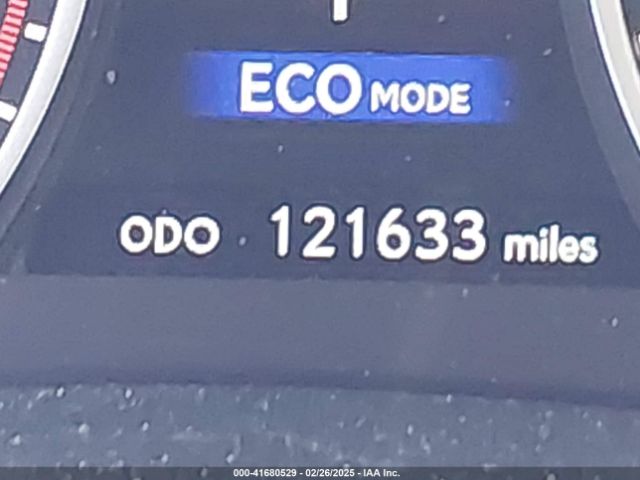 ECO MODE
ODO 121633 miles
000-41680529 - 02/26/2025 - IAA Inc.